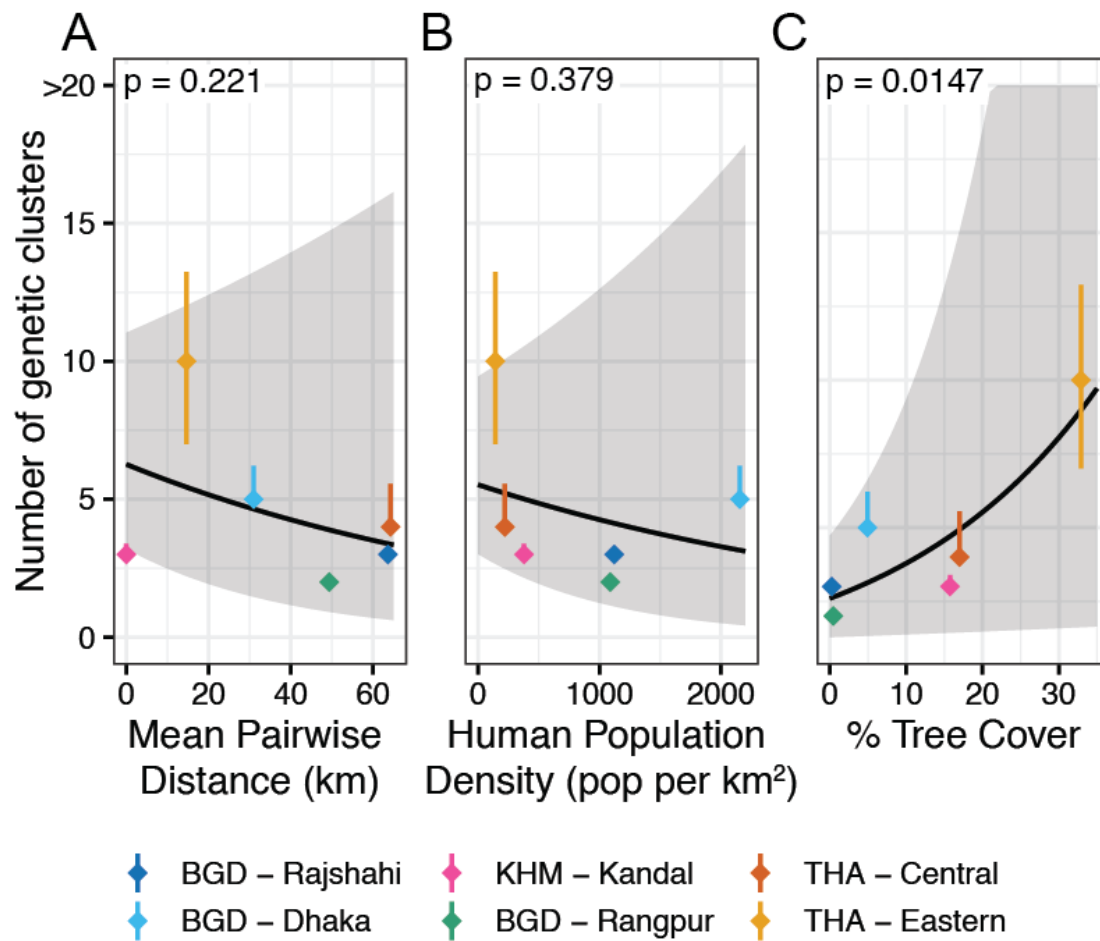 A B C
p = 0.221 p = 0.379 p = 0.0147
>20
15
10
5
0
Number of genetic clusters
0 20 40 60 0 1000 2000 0 10 20 30
Mean Pairwise Human Population % Tree Cover
Distance (km) Density (pop per km²)
BGD – Rajshahi KHM – Kandal THA – Central
BGD – Dhaka BGD – Rangpur THA – Eastern